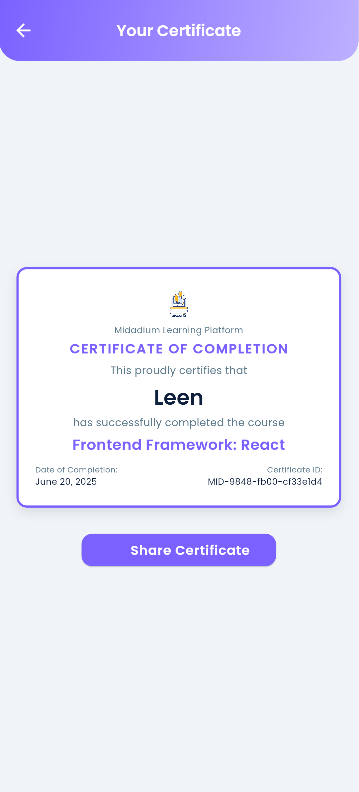 Your Certificate
Midadium Learning Platform
CERTIFICATE OF COMPLETION
This proudly certifies that
Leen
has successfully completed the course
Frontend Framework: React
Date of Completion:
June 20, 2025
Certificate ID:
MID-9848-fb00-cf33e1d4
Share Certificate